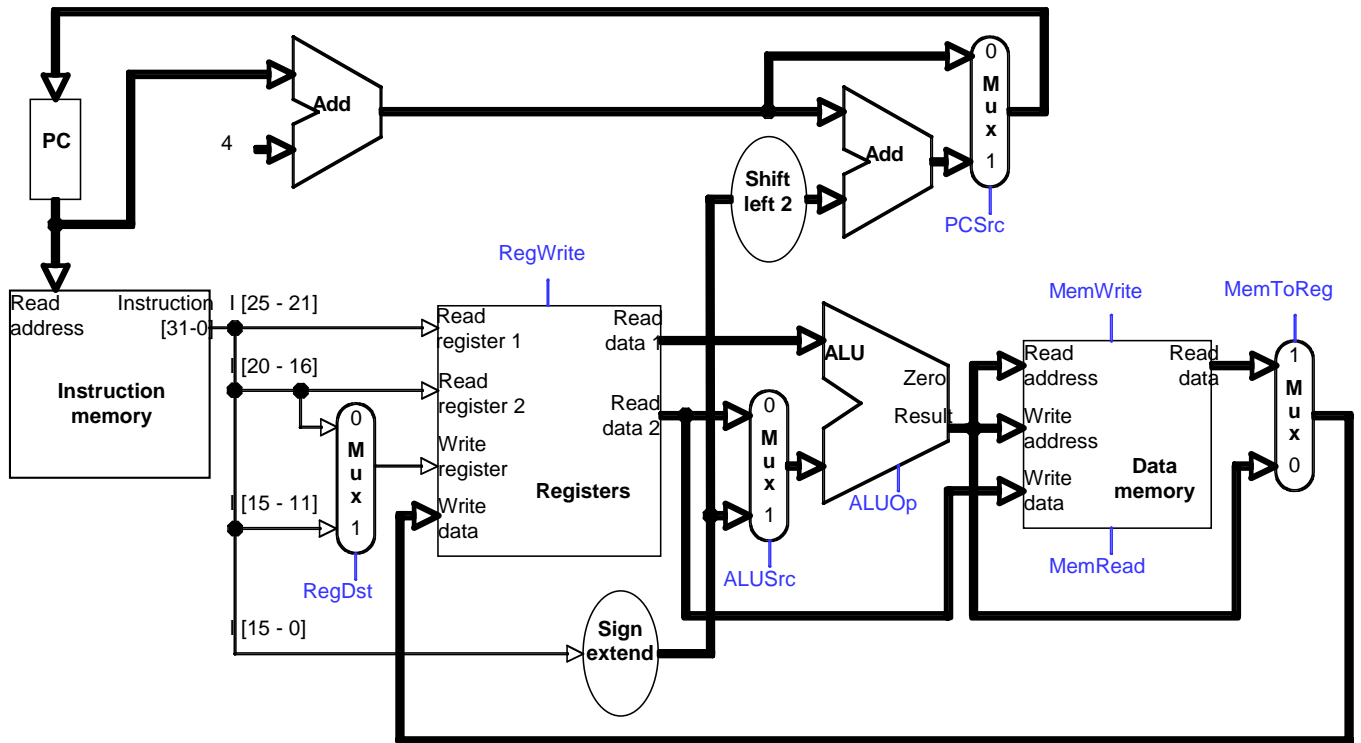 0
M
u
x
1
Add
PC
4
Add
Shift
left 2
PCSrc
RegWrite
Read
address
Instruction
[31-0]
I [25 - 21]
Read
register 1
Read
data 1
MemWrite
MemToReg
I [20 - 16]
Read
register 2
Read
data 2
ALU
Zero
Result
Read
address
Read
data
1
M
u
x
0
Instruction
memory
0
M
u
x
1
Write
register
Registers
0
M
u
x
1
Write
address
Data
memory
Write
data
I [15 - 11]
Write
data
ALUOp
RegDst
ALUSrc
MemRead
I [15 - 0]
Sign
extend